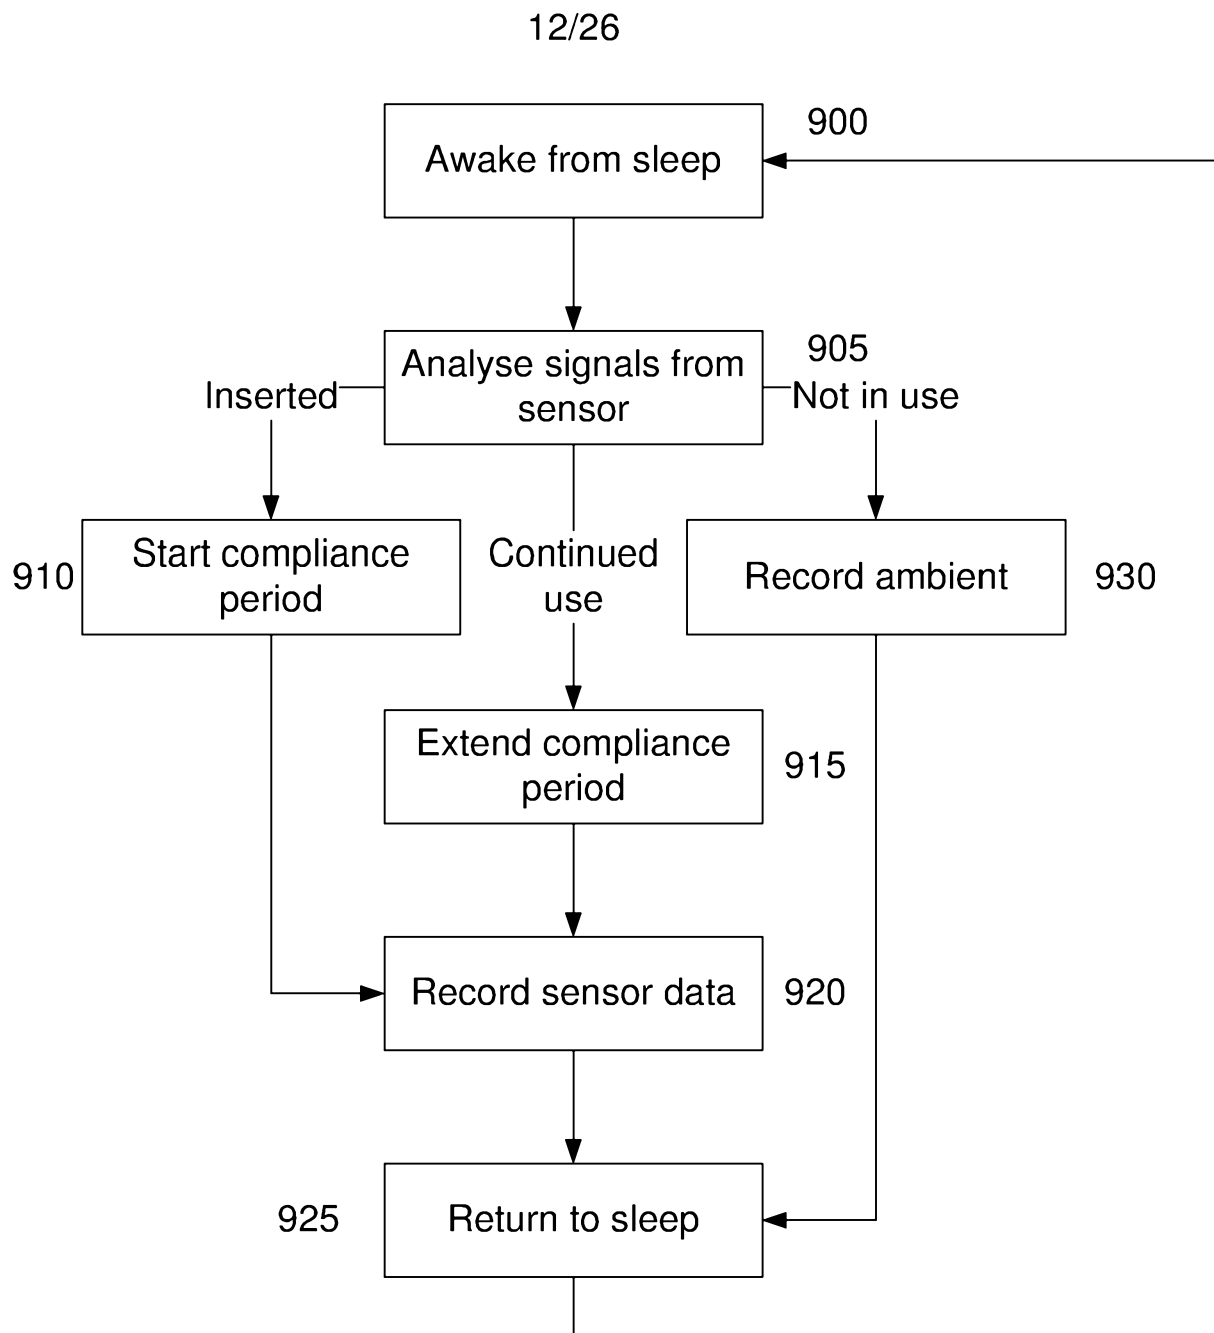 12/26
900
Awake from sleep
905
Analyse signals from
sensor
Inserted
Not in use
910
Start compliance
period
Continued
use
Record ambient
930
Extend compliance
period
915
Record sensor data
920
925
Return to sleep